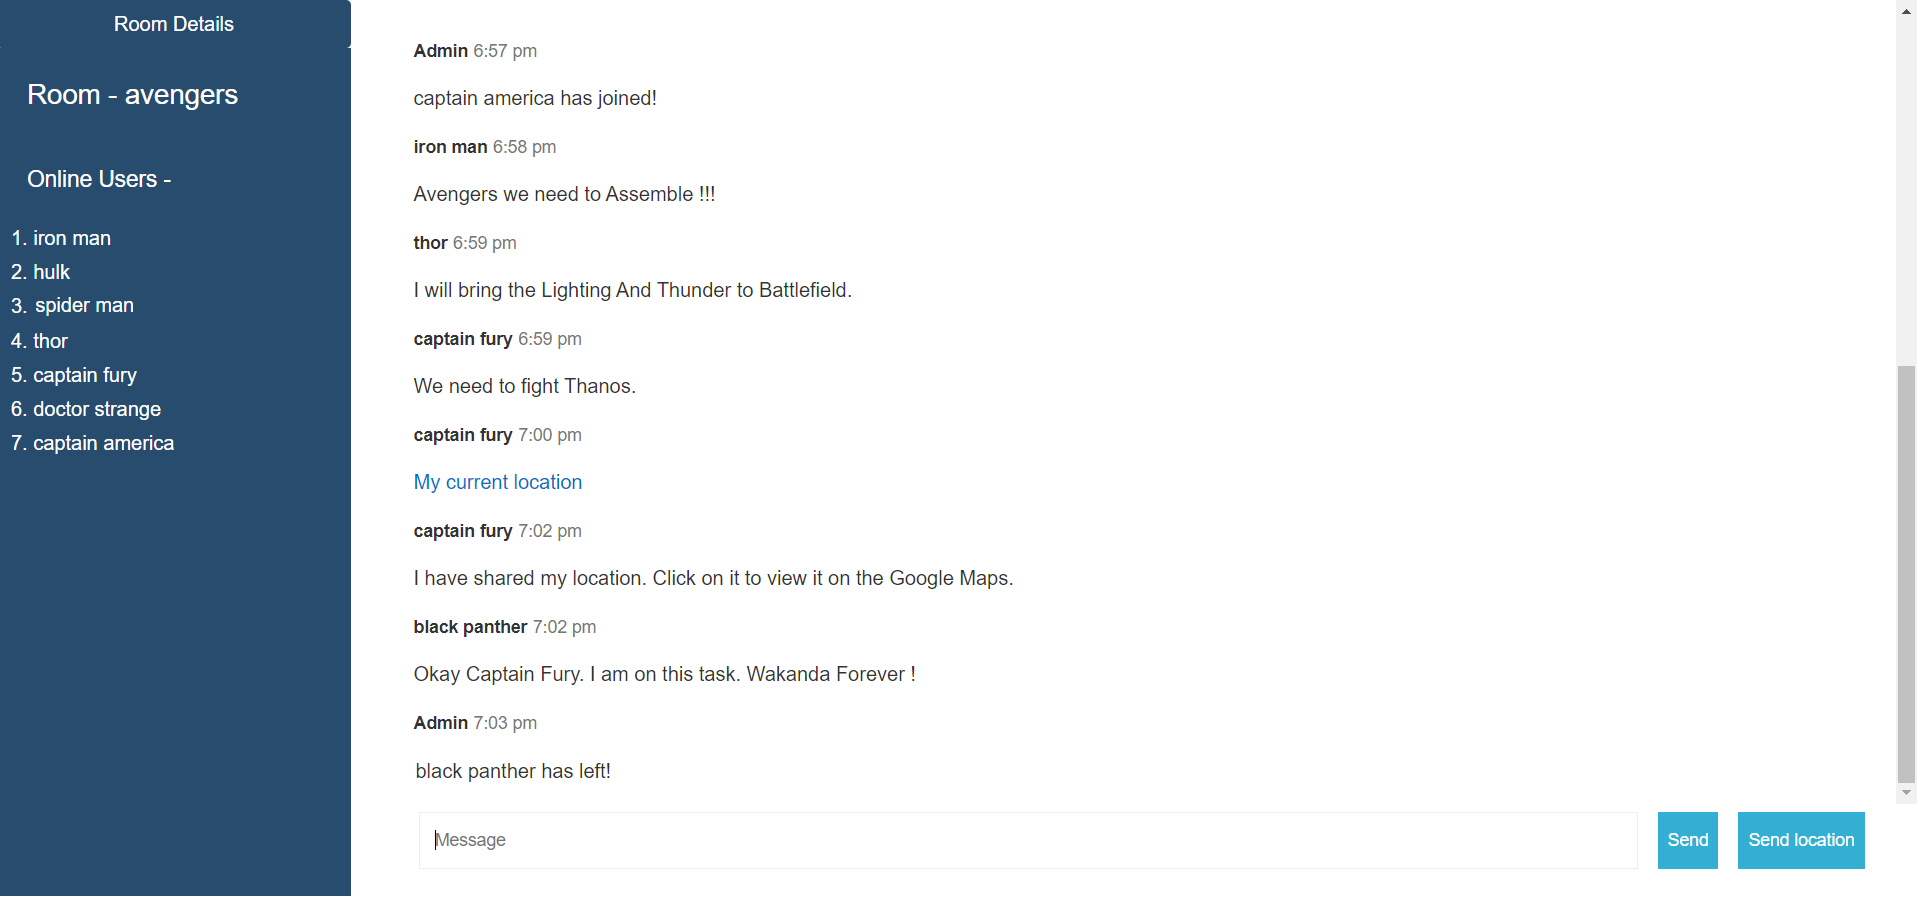 Room Details
Room - avengers
Online Users -
1. iron man
2. hulk
3. spider man
4. thor
5. captain fury
6. doctor strange
7. captain america
Admin 6:57 pm
captain america has joined!
iron man 6:58 pm
Avengers we need to Assemble !!!
thor 6:59 pm
I will bring the Lighting And Thunder to Battlefield.
captain fury 6:59 pm
We need to fight Thanos.
captain fury 7:00 pm
My current location
captain fury 7:02 pm
I have shared my location. Click on it to view it on the Google Maps.
black panther 7:02 pm
Okay Captain Fury. I am on this task. Wakanda Forever !
Admin 7:03 pm
black panther has left!
Message
Send
Send location